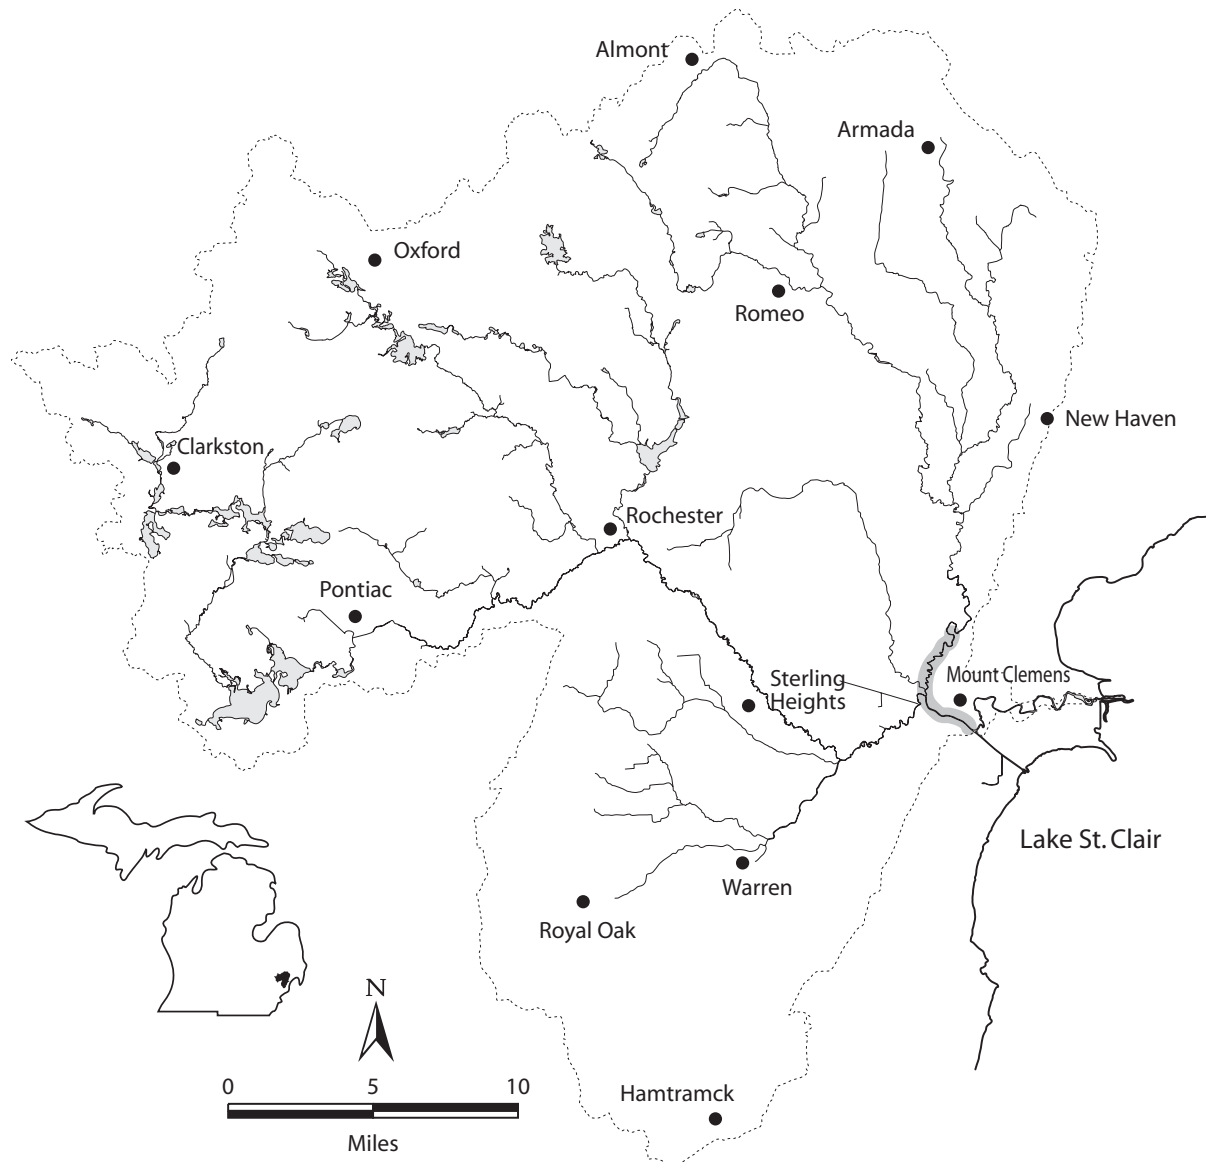 Almont
Armada
Oxford
Romeo
New Haven
Clarkston
Rochester
Pontiac
Mount Clemens
Sterling
Heights
Lake St. Clair
Warren
Royal Oak
N
0 5 10
Miles
Hamtramck